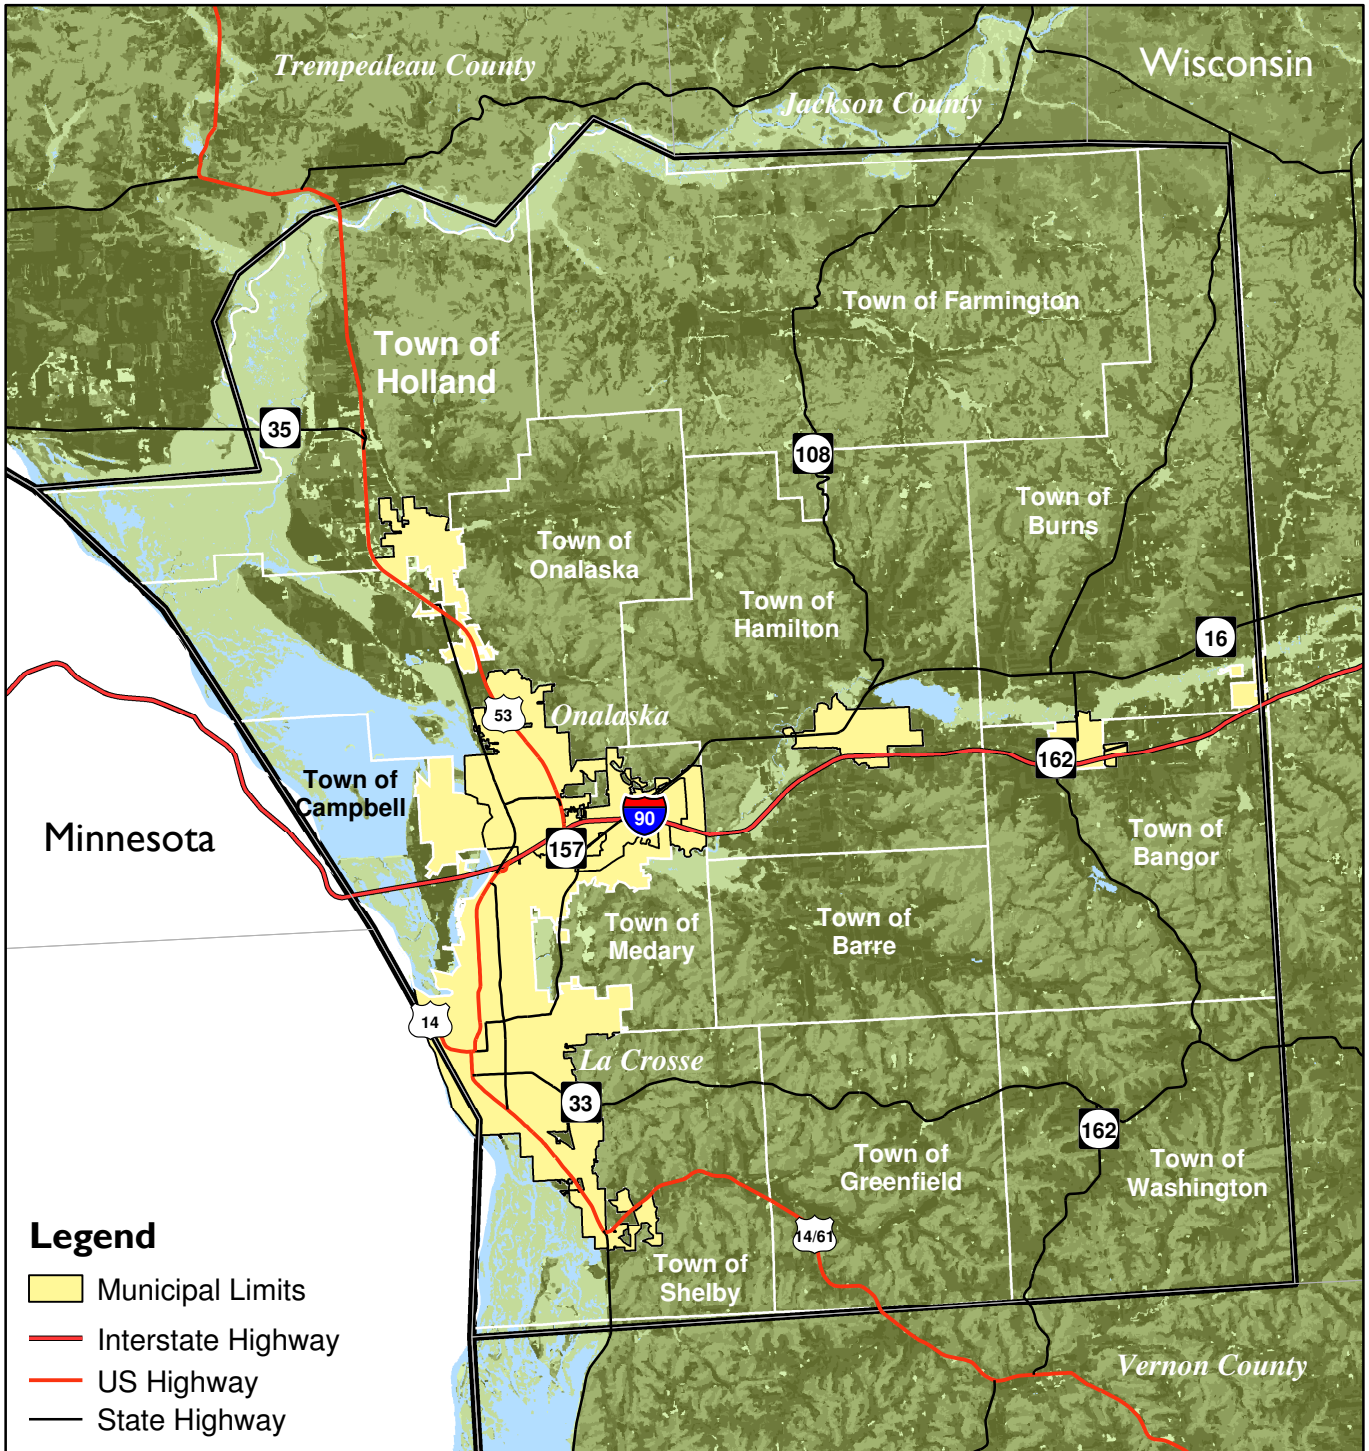 Trempealeau County
Wisconsin
Jackson County
Town of Farmington
Town of
Holland
35
108
Town of
Burns
Town of
Onalaska
Town of
Hamilton
16
53
Onalaska
162
Town of
Campbell
90
Minnesota
157
Town of
Bangor
Town of
Medary
Town of
Barre
14
La Crosse
33
162
Town of
Greenfield
Town of
Washington
14/61
Town of
Shelby
Legend
Municipal Limits
Interstate Highway
US Highway
State Highway
Vernon County